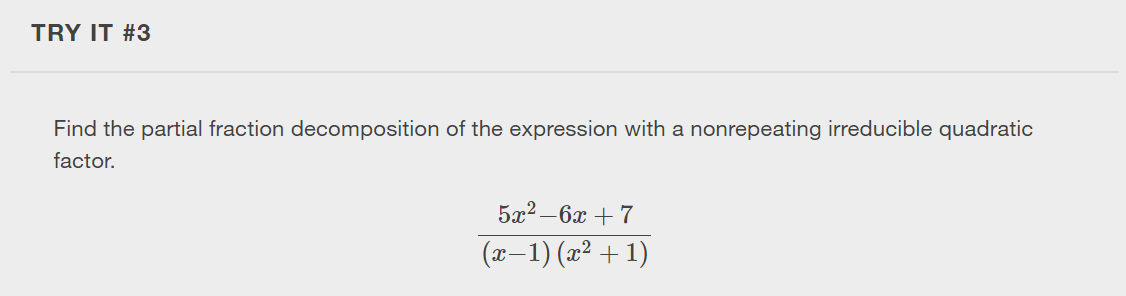 TRY IT #3
Find the partial fraction decomposition of the expression with a nonrepeating irreducible quadratic
factor.
5x²−6x + 7
(x−1) (x² + 1)